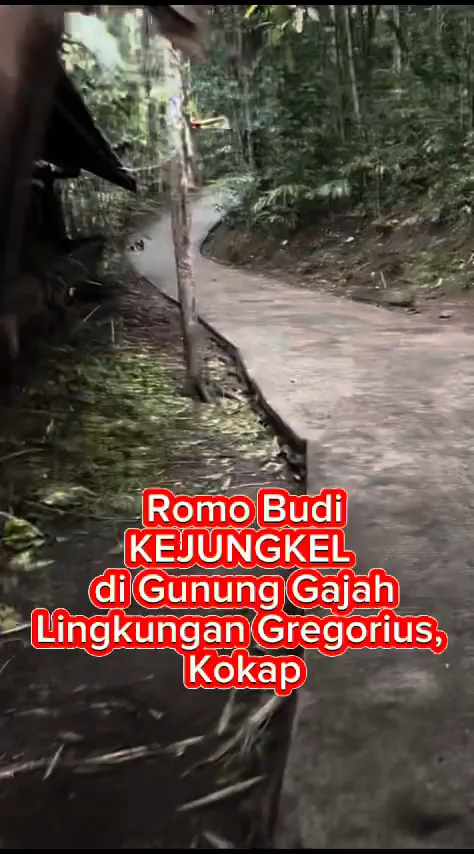 Romo Budi
KEJUNGKEL
di Gunung Gajah
Lingkungan Gregorius,
Kokap